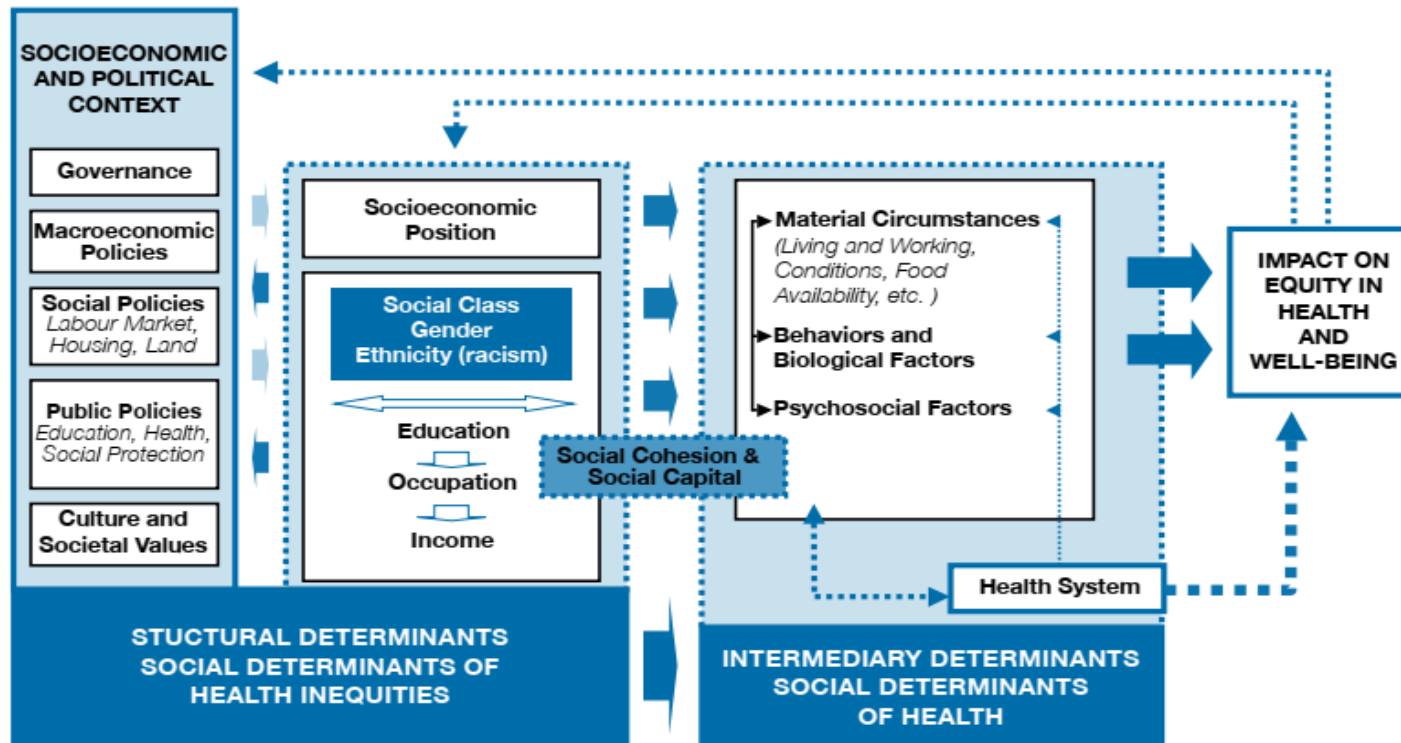 SOCIOECONOMIC
AND POLITICAL
CONTEXT
Governance
Macroeconomic
Policies
Social Policies
Labour Market,
Housing, Land
Public Policies
Education, Health,
Social Protection
Culture and
Societal Values
Socioeconomic
Position
Social Class
Gender
Ethnicity (racism)
Education
Occupation
Income
STUCTURAL DETERMINANTS
SOCIAL DETERMINANTS OF
HEALTH INEQUITIES
Social Cohesion &
Social Capital
Material Circumstances
(Living and Working,
Conditions, Food
Availability, etc. )
Behaviors and
Biological Factors
Psychosocial Factors
Health System
INTERMEDIARY DETERMINANTS
SOCIAL DETERMINANTS
OF HEALTH
IMPACT ON
EQUITY IN
HEALTH
AND
WELL-BEING